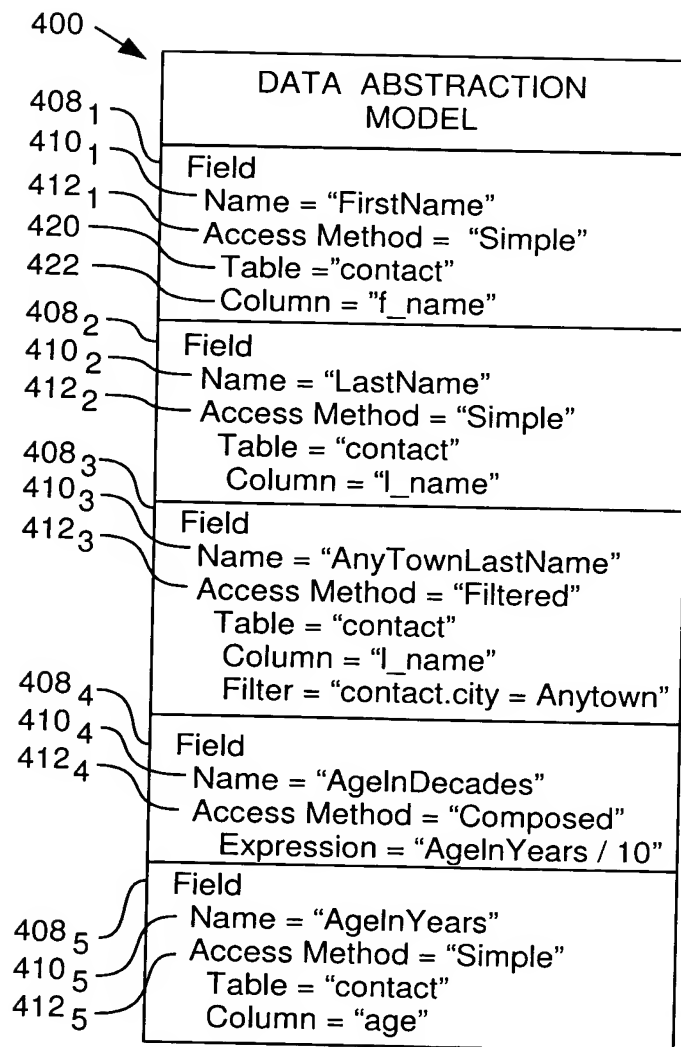 400
DATA ABSTRACTION
MODEL
408 1
410 1
412 1
420
422
Field
Name = “FirstName”
Access Method = “Simple”
Table =”contact”
Column = “f_name”
408 2
410 2
412 2
Field
Name = “LastName”
Access Method = “Simple”
Table = “contact”
Column = “l_name”
408 3
410 3
412 3
Field
Name = “AnyTownLastName”
Access Method = “Filtered”
Table = “contact”
Column = “l_name”
Filter = “contact.city = Anytown”
408 4
410 4
412 4
Field
Name = “AgeInDecades”
Access Method = “Composed”
Expression = “AgeInYears / 10”
408 5
410 5
412 5
Field
Name = “AgeInYears”
Access Method = “Simple”
Table = “contact”
Column = “age”